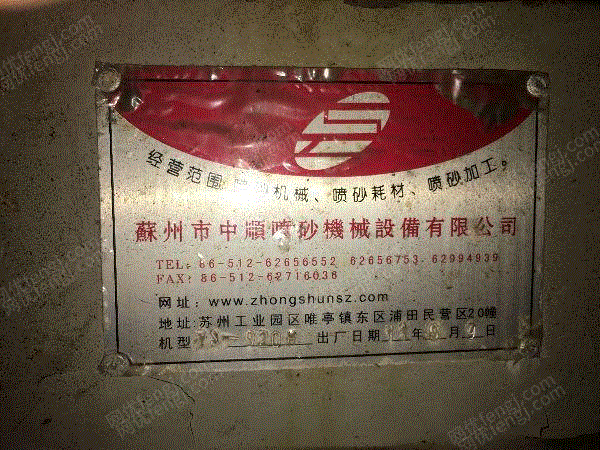 经营范围:喷砂机械、喷砂耗材、喷砂加工。
蘇州市中順噴砂機械設備有限公司
TEL: 86-512-62656552 62656753 62994939
FAX: 86-512-62716036
网址: www.zhongshunsz.com
地址:苏州工业园区唯亭镇东区浦田民营区20幢
机型 出厂日期 年 月 日